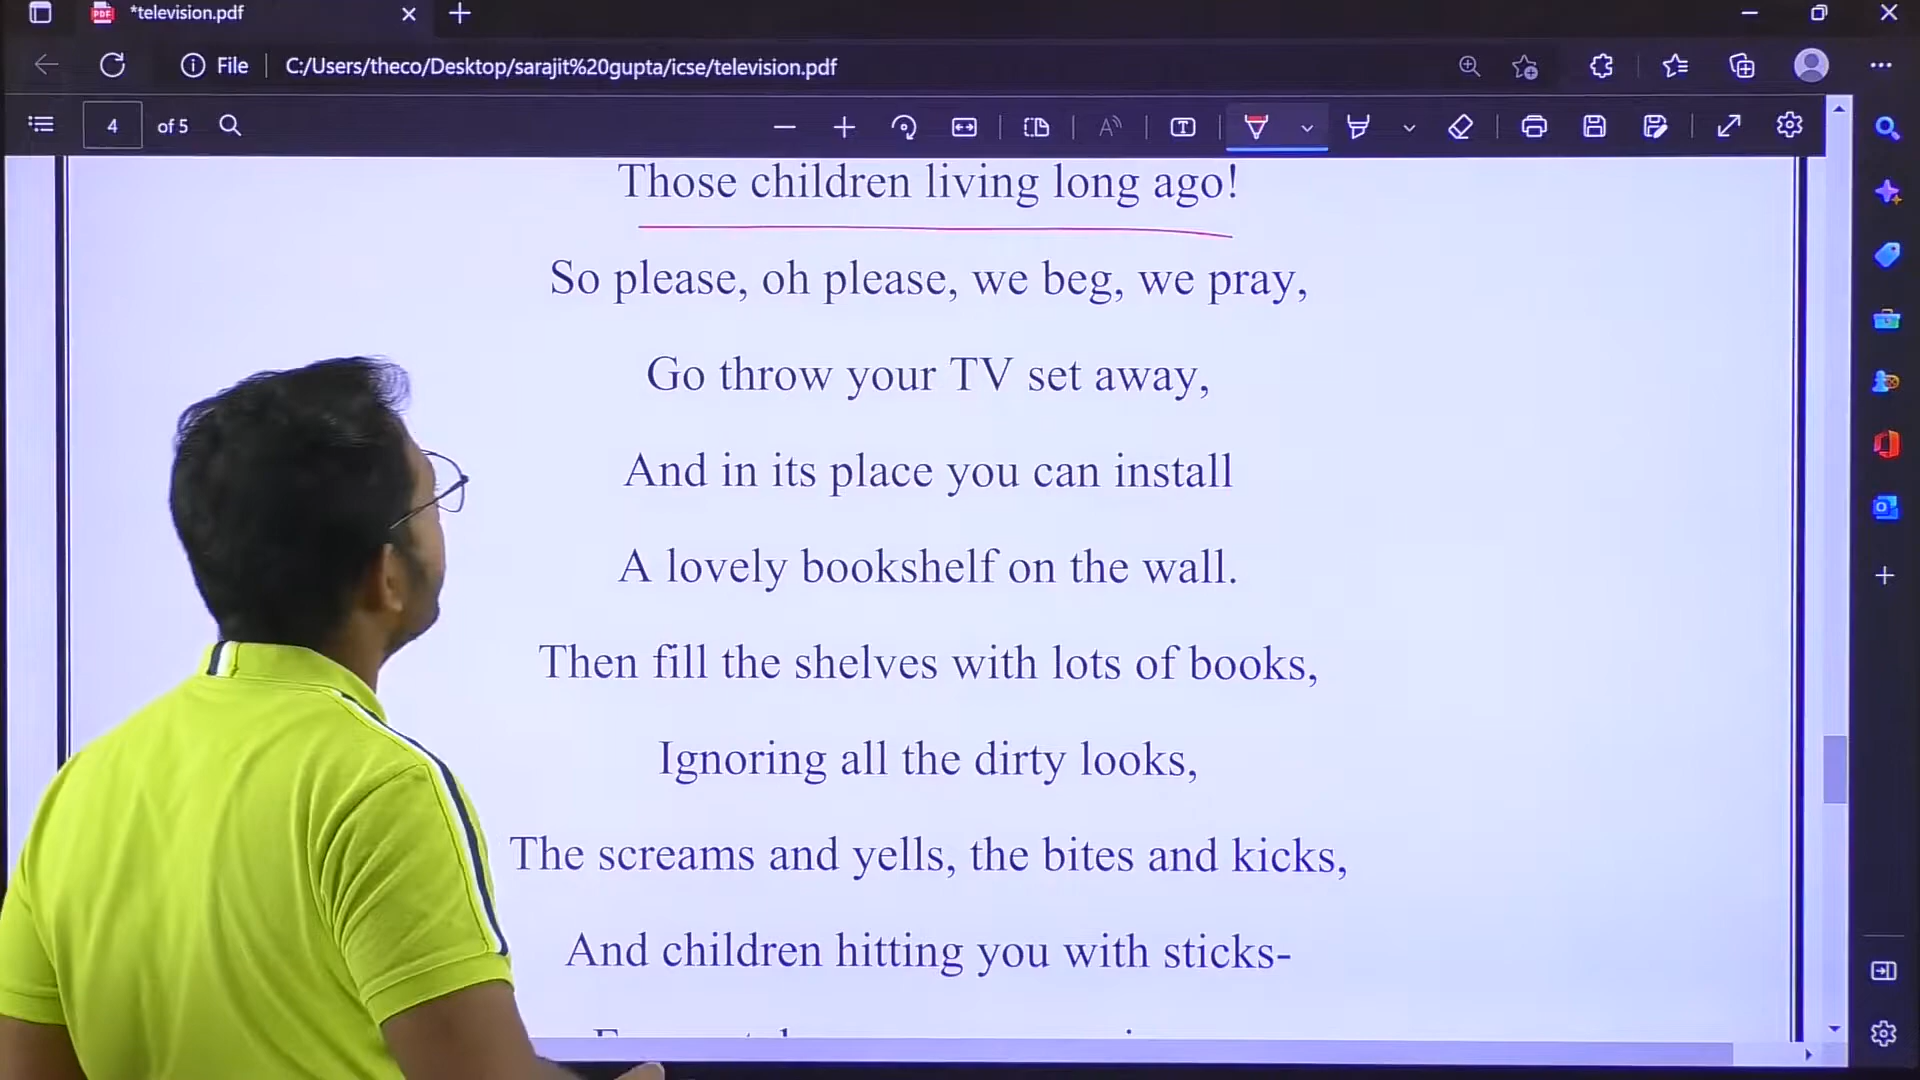 *television.pdf
File
C:/Users/theco/Desktop/sarajit%20gupta/icse/television.pdf
4 of 5
Those children living long ago!
So please, oh please, we beg, we pray,
Go throw your TV set away,
And in its place you can install
A lovely bookshelf on the wall.
Then fill the shelves with lots of books,
Ignoring all the dirty looks,
The screams and yells, the bites and kicks,
And children hitting you with sticks-